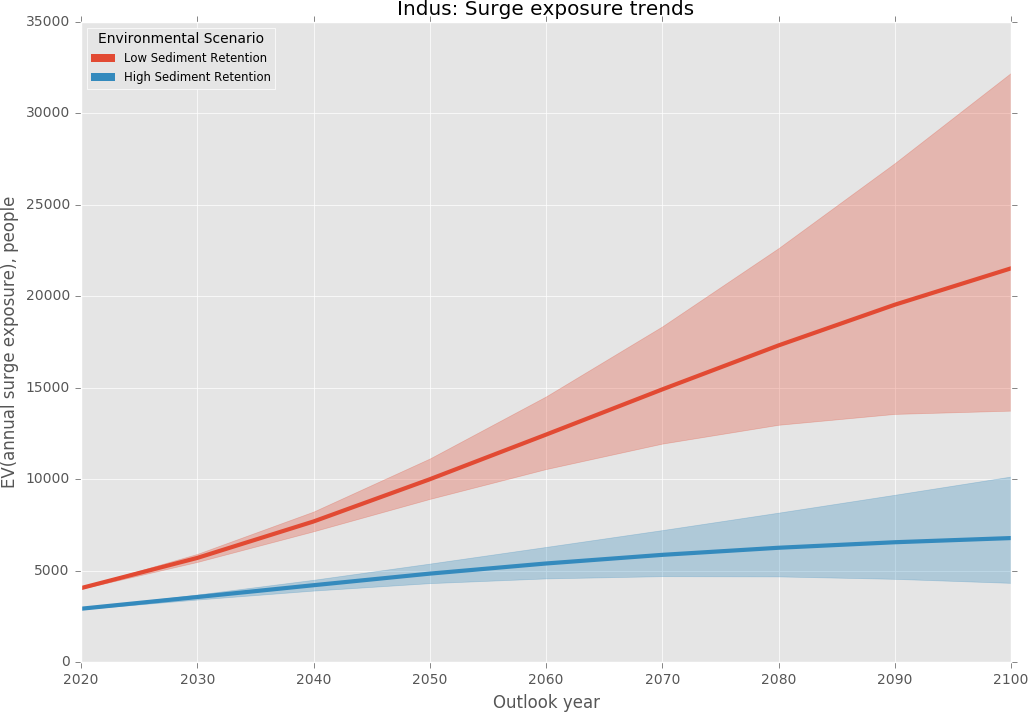 Indus: Surge exposure trends
35000
30000
25000
20000
15000
10000
5000
0
EV(annual surge exposure), people
Environmental Scenario
Low Sediment Retention
High Sediment Retention
2020 2030 2040 2050 2060 2070 2080 2090 2100
Outlook year